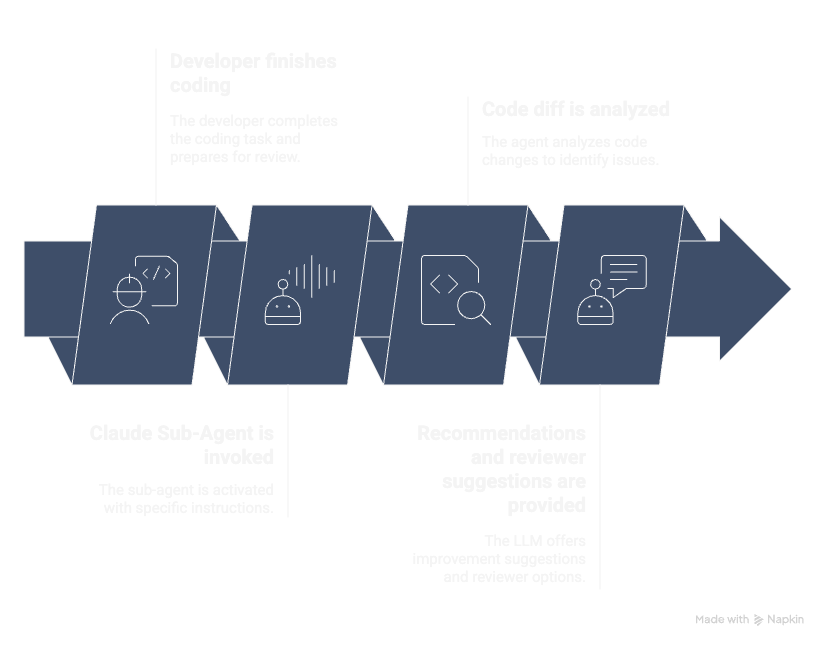 Developer finishes
coding
The developer completes
the coding task and
prepares for review.
Code diff is analyzed
The agent analyzes code
changes to identify issues.
Claude Sub-Agent is
invoked
The sub-agent is activated
with specific instructions.
Recommendations
and reviewer
suggestions are
provided
The LLM offers
improvement suggestions
and reviewer options.
Made with Napkin